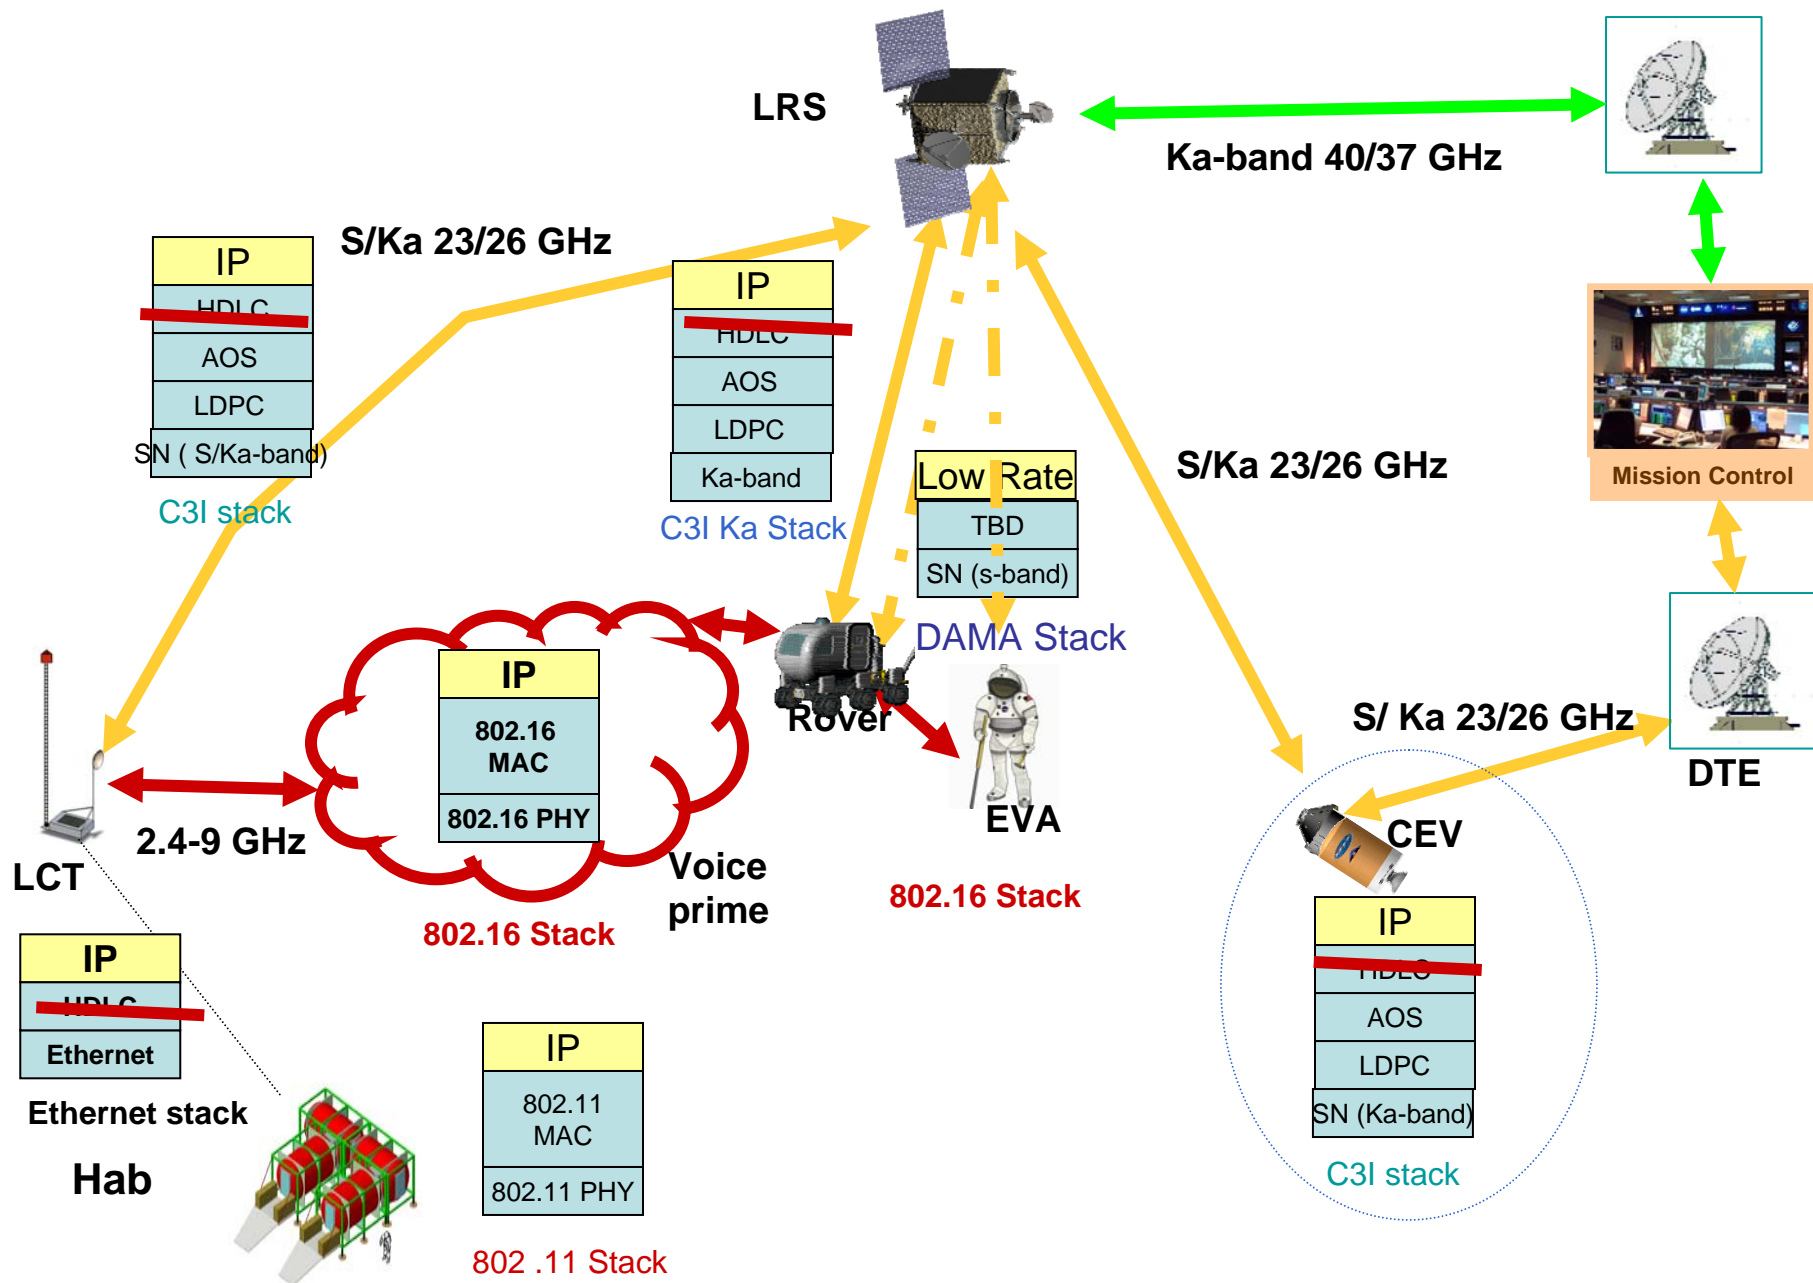 LRS
Ka-band 40/37 GHz
S/Ka 23/26 GHz
IP
HDLC
AOS
LDPC
SN ( S/Ka-band)
C3I stack
IP
HDLC
AOS
LDPC
Ka-band
C3I Ka Stack
Low Rate
TBD
SN (s-band)
DAMA Stack
S/Ka 23/26 GHz
Mission Control
S/ Ka 23/26 GHz
DTE
IP
802.16
MAC
802.16 PHY
802.16 Stack
Voice
prime
Rover
EVA
802.16 Stack
2.4-9 GHz
LCT
IP
HDLC
Ethernet
Ethernet stack
Hab
IP
802.11
MAC
802.11 PHY
802 .11 Stack
CEV
IP
HDLC
AOS
LDPC
SN (Ka-band)
C3I stack